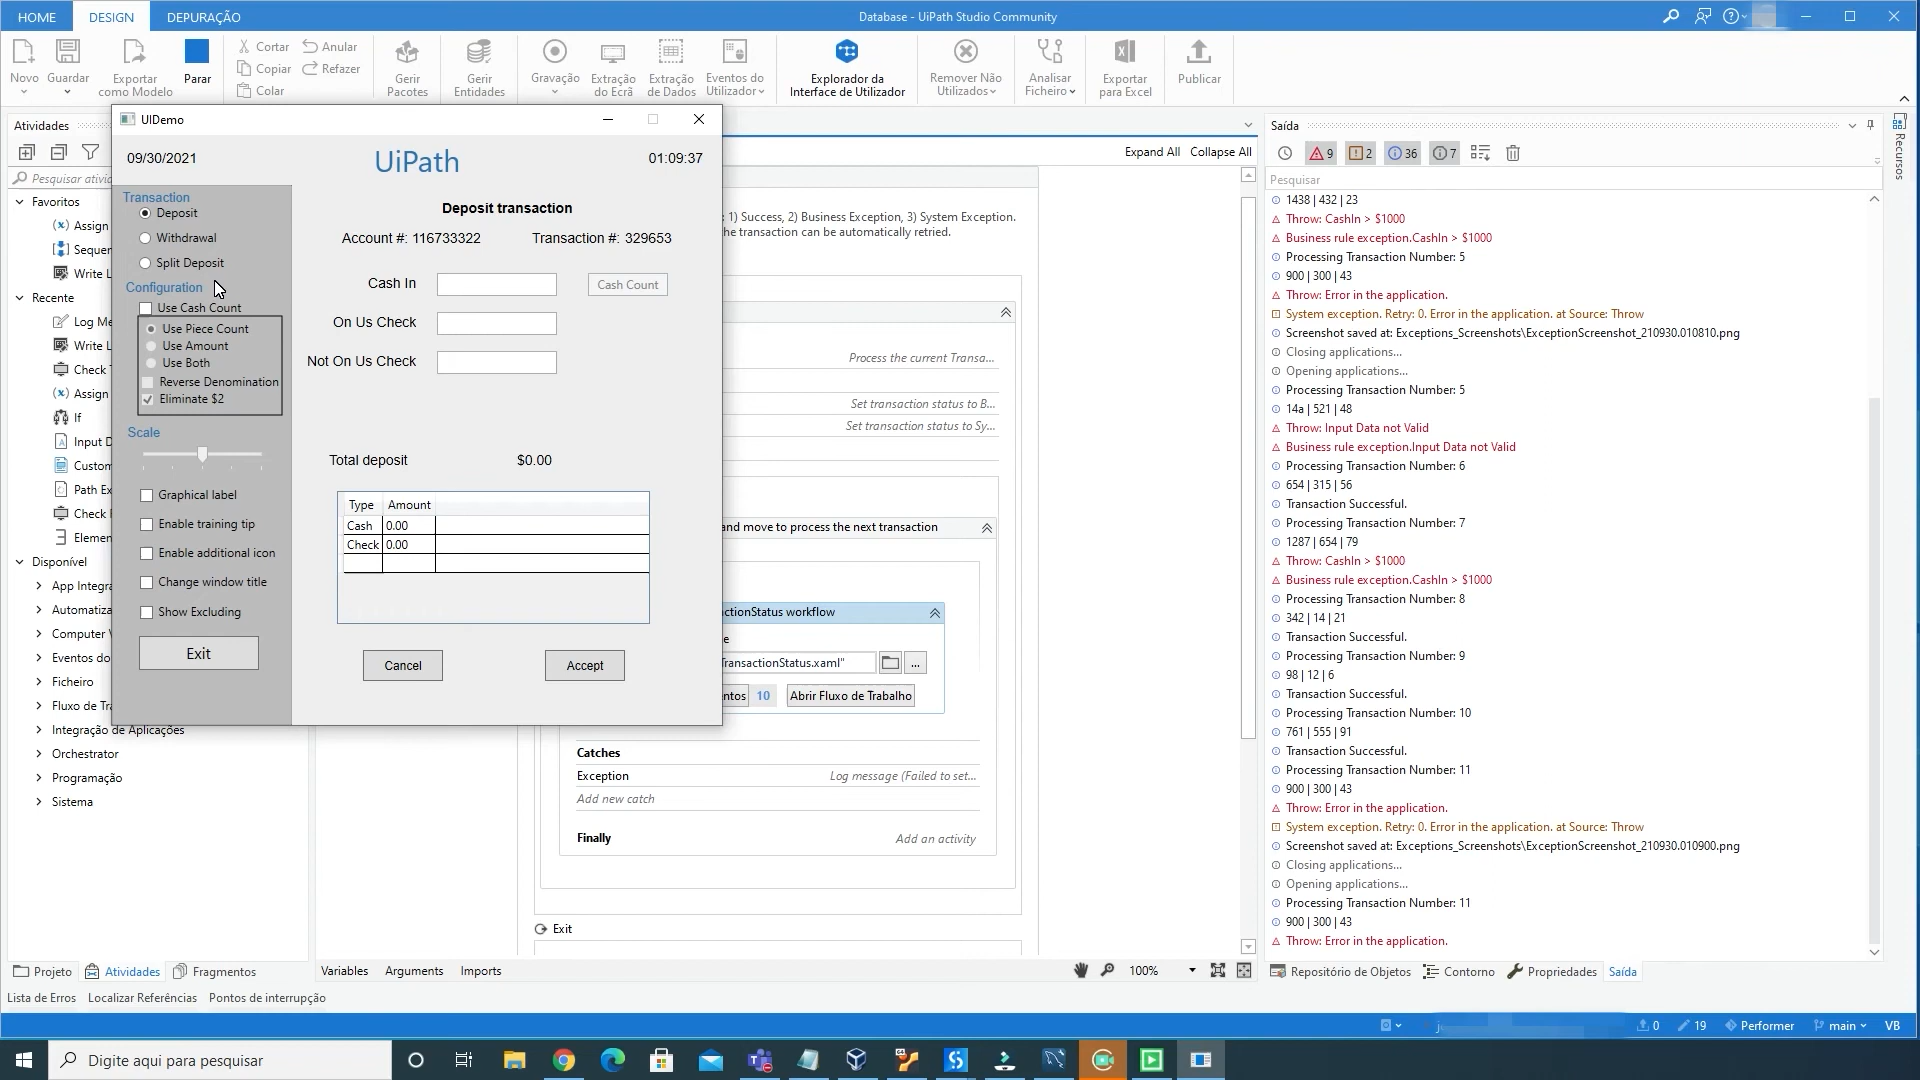 HOME DESIGN DEPURAÇÃO Database - UiPath Studio Community
Novo Guardar Exportar como Modelo Parar
Cortar Copiar Colar Anular Refazer
Gerir Pacotes
Gerir Entidades
Gravação
Extração do Ecrã
Extração de Dados
Eventos do Utilizador
Explorador da Interface de Utilizador
Remover Não Utilizados
Analisar Ficheiro
Exportar para Excel
Publicar
Atividades
Favoritos
Assign
Write L
Recente
Write L
Assign
If
Disponível
Eventos do
Ficheiro
Integração de Aplicações
Orchestrator
Programação
Sistema
UIDemo
09/30/2021 UiPath 01:09:37
Transaction
Deposit
Withdrawal
Split Deposit
Configuration
Use Cash Count
Use Piece Count
Use Amount
Use Both
Reverse Denomination
Eliminate $2
Scale
Graphical label
Enable training tip
Enable additional icon
Change window title
Show Excluding
Exit
Deposit transaction
Account #: 116733322 Transaction #: 329653
Cash In Cash Count
On Us Check
Not On Us Check
Total deposit $0.00
Type Amount
Cash 0.00
Check 0.00
Cancel Accept
Expand All Collapse All
: 1) Success, 2) Business Exception, 3) System Exception.
the transaction can be automatically retried.
Process the current Transa...
Set transaction status to B...
Set transaction status to Sy...
and move to process the next transaction
ctionStatus workflow
TransactionStatus.xaml" ...
ntos 10 Abrir Fluxo de Trabalho
Catches
Exception Log message (Failed to set...
Add new catch
Finally Add an activity
Exit
Variables Arguments Imports 100%
Saída
9 2 36 7
Pesquisar
1438 | 432 | 23
Throw: CashIn > $1000
Business rule exception.CashIn > $1000
Processing Transaction Number: 5
900 | 300 | 43
Throw: Error in the application.
System exception. Retry: 0. Error in the application. at Source: Throw
Screenshot saved at: Exceptions_Screenshots\ExceptionScreenshot_210930.010810.png
Closing applications...
Opening applications...
Processing Transaction Number: 5
14a | 521 | 48
Throw: Input Data not Valid
Business rule exception.Input Data not Valid
Processing Transaction Number: 6
654 | 315 | 56
Transaction Successful.
Processing Transaction Number: 7
1287 | 654 | 79
Throw: CashIn > $1000
Business rule exception.CashIn > $1000
Processing Transaction Number: 8
342 | 14 | 21
Transaction Successful.
Processing Transaction Number: 9
98 | 12 | 6
Transaction Successful.
Processing Transaction Number: 10
761 | 555 | 91
Transaction Successful.
Processing Transaction Number: 11
900 | 300 | 43
Throw: Error in the application.
System exception. Retry: 0. Error in the application. at Source: Throw
Screenshot saved at: Exceptions_Screenshots\ExceptionScreenshot_210930.010900.png
Closing applications...
Opening applications...
Processing Transaction Number: 11
900 | 300 | 43
Throw: Error in the application.
Recursos
Projeto Atividades Fragmentos
Repositório de Objetos Contorno Propriedades Saída
Lista de Erros Localizar Referências Pontos de interrupção
0 19 Performer main VB
Digite aqui para pesquisar